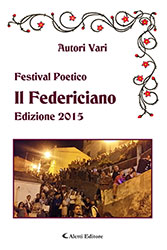 Autori Vari
Festival Poetico
Il Federiciano
Edizione 2015
Aletti Editore